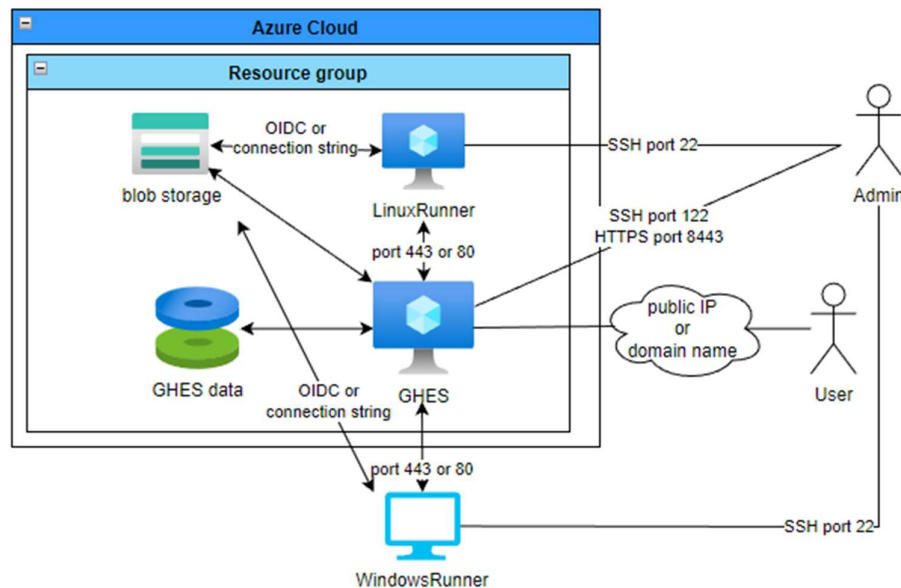 Azure Cloud
Resource group
OIDC or
connection string
blob storage
LinuxRunner
SSH port 22
Admin
SSH port 122
HTTPS port 8443
port 443 or 80
public IP
or
domain name
GHES data
GHES
User
OIDC or
connection string
port 443 or 80
SSH port 22
WindowsRunner